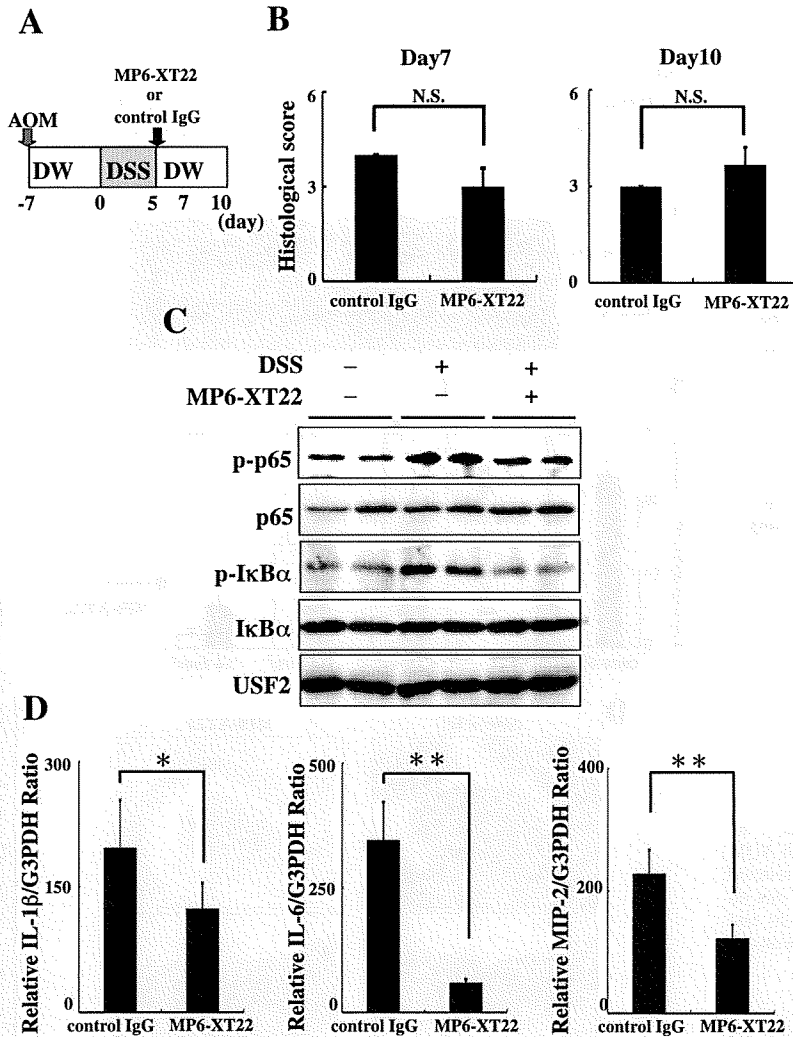 A
MP6-XT22
or
control IgG
AOM
DW DSS DW
-7 0 5 7 10
(day)
B
Day7
Histological score
6
3
0
N.S.
control IgG MP6-XT22
Day10
6
3
0
N.S.
control IgG MP6-XT22
C
DSS − + +
MP6-XT22 − − +
p-p65
p65
p-IκBα
IκBα
USF2
D
Relative IL-1β/G3PDH Ratio
300
150
0
*
control IgG MP6-XT22
Relative IL-6/G3PDH Ratio
500
250
0
**
control IgG MP6-XT22
Relative MIP-2/G3PDH Ratio
400
200
0
**
control IgG MP6-XT22